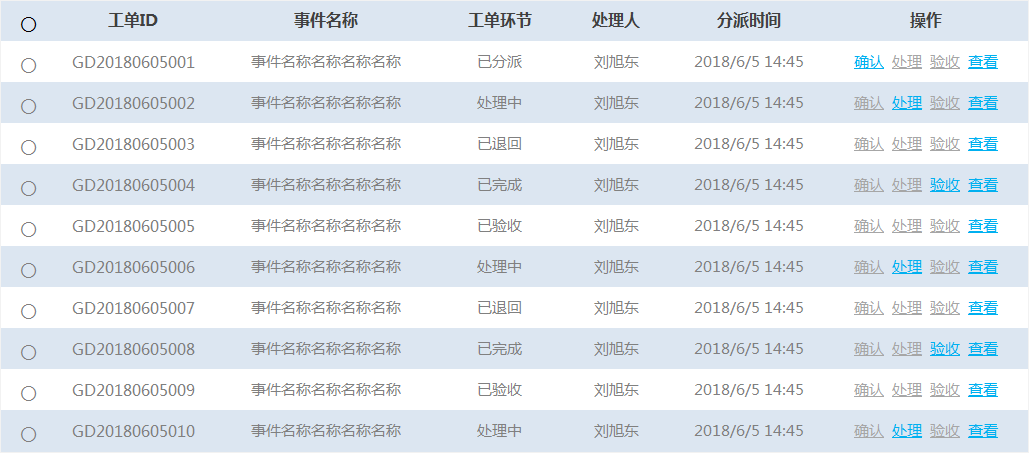 工单ID 事件名称 工单环节 处理人 分派时间 操作
GD20180605001 事件名称名称名称名称 已分派 刘旭东 2018/6/5 14:45 确认 处理 验收 查看
GD20180605002 事件名称名称名称名称 处理中 刘旭东 2018/6/5 14:45 确认 处理 验收 查看
GD20180605003 事件名称名称名称名称 已退回 刘旭东 2018/6/5 14:45 确认 处理 验收 查看
GD20180605004 事件名称名称名称名称 已完成 刘旭东 2018/6/5 14:45 确认 处理 验收 查看
GD20180605005 事件名称名称名称名称 已验收 刘旭东 2018/6/5 14:45 确认 处理 验收 查看
GD20180605006 事件名称名称名称名称 处理中 刘旭东 2018/6/5 14:45 确认 处理 验收 查看
GD20180605007 事件名称名称名称名称 已退回 刘旭东 2018/6/5 14:45 确认 处理 验收 查看
GD20180605008 事件名称名称名称名称 已完成 刘旭东 2018/6/5 14:45 确认 处理 验收 查看
GD20180605009 事件名称名称名称名称 已验收 刘旭东 2018/6/5 14:45 确认 处理 验收 查看
GD20180605010 事件名称名称名称名称 处理中 刘旭东 2018/6/5 14:45 确认 处理 验收 查看